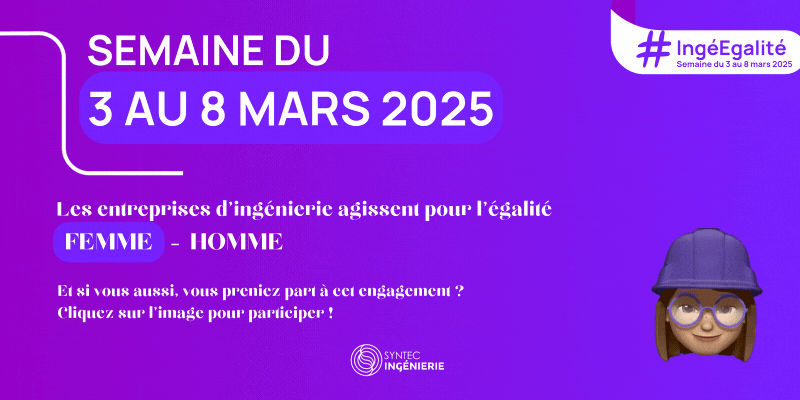 SEMAINE DU
3 AU 8 MARS 2025
# IngéEgalité
Semaine du 3 au 8 mars 2025
Les entreprises d'ingénierie agissent pour l'égalité
FEMME - HOMME
Et si vous aussi, vous preniez part à cet engagement ?
Cliquez sur l'image pour participer !
SYNTEC
INGÉNIERIE